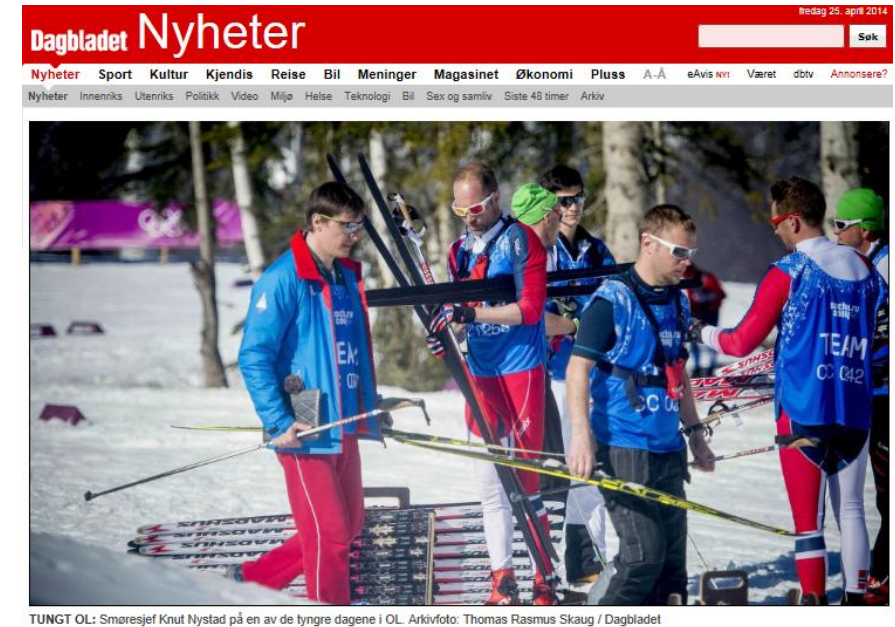 fredag 25. april 2014
Dagbladet Nyheter
Søk
Nyheter Sport Kultur Kjendis Reise Bil Meninger Magasinet Økonomi Pluss A-Å eAvis NY! Været dbtv Annonsere?
Nyheter Innenriks Utenriks Politikk Video Miljø Helse Teknologi Bil Sex og samliv Siste 48 timer Arkiv
TEAM
CC 042
MADSHUS
TUNGT OL: Smøresjef Knut Nystad på en av de tyngre dagene i OL. Arkivfoto: Thomas Rasmus Skaug / Dagbladet